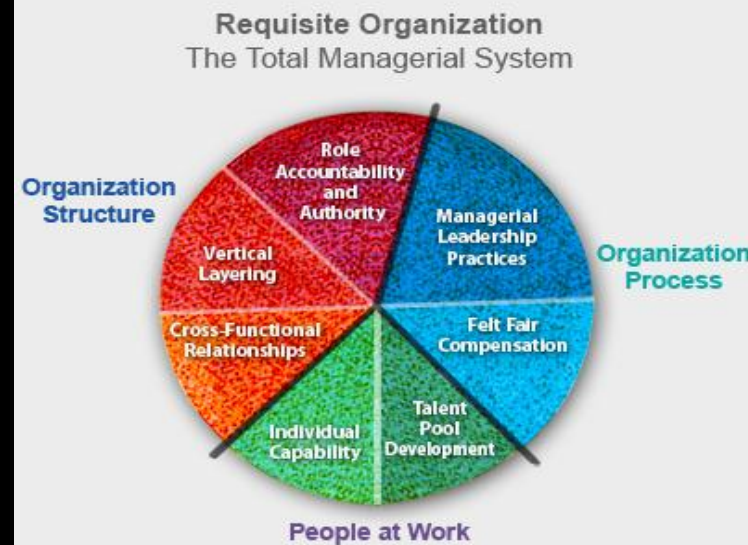 Requisite Organization
The Total Managerial System
Organization
Structure
Role
Accountability
and
Authority
Vertical
Layering
Cross-Functional
Relationships
Managerial
Leadership
Practices
Felt Fair
Compensation
Organization
Process
Individual
Capability
Talent
Pool
Development
People at Work